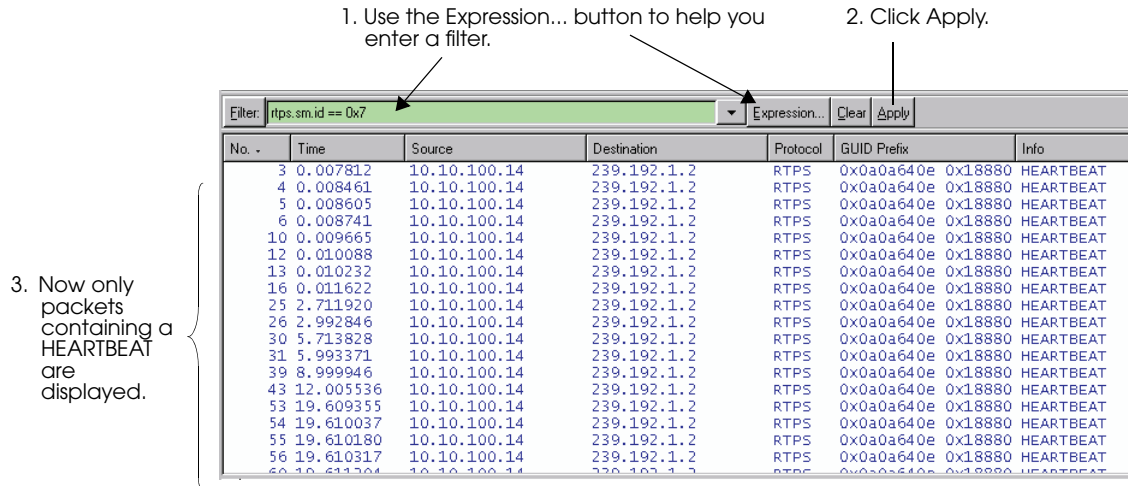 1. Use the Expression... button to help you
enter a filter.
2. Click Apply.
Filter: rtps.sm.id == 0x7 Expression... Clear Apply
No. Time Source Destination Protocol GUID Prefix Info
3 0.007812 10.10.100.14 239.192.1.2 RTPS 0x0a0a640e 0x18880 HEARTBEAT
4 0.008461 10.10.100.14 239.192.1.2 RTPS 0x0a0a640e 0x18880 HEARTBEAT
5 0.008605 10.10.100.14 239.192.1.2 RTPS 0x0a0a640e 0x18880 HEARTBEAT
6 0.008741 10.10.100.14 239.192.1.2 RTPS 0x0a0a640e 0x18880 HEARTBEAT
10 0.009665 10.10.100.14 239.192.1.2 RTPS 0x0a0a640e 0x18880 HEARTBEAT
12 0.010088 10.10.100.14 239.192.1.2 RTPS 0x0a0a640e 0x18880 HEARTBEAT
13 0.010232 10.10.100.14 239.192.1.2 RTPS 0x0a0a640e 0x18880 HEARTBEAT
16 0.011622 10.10.100.14 239.192.1.2 RTPS 0x0a0a640e 0x18880 HEARTBEAT
25 2.711920 10.10.100.14 239.192.1.2 RTPS 0x0a0a640e 0x18880 HEARTBEAT
26 2.992846 10.10.100.14 239.192.1.2 RTPS 0x0a0a640e 0x18880 HEARTBEAT
30 5.713828 10.10.100.14 239.192.1.2 RTPS 0x0a0a640e 0x18880 HEARTBEAT
31 5.993371 10.10.100.14 239.192.1.2 RTPS 0x0a0a640e 0x18880 HEARTBEAT
39 8.999946 10.10.100.14 239.192.1.2 RTPS 0x0a0a640e 0x18880 HEARTBEAT
43 12.005536 10.10.100.14 239.192.1.2 RTPS 0x0a0a640e 0x18880 HEARTBEAT
53 19.609355 10.10.100.14 239.192.1.2 RTPS 0x0a0a640e 0x18880 HEARTBEAT
54 19.610037 10.10.100.14 239.192.1.2 RTPS 0x0a0a640e 0x18880 HEARTBEAT
55 19.610180 10.10.100.14 239.192.1.2 RTPS 0x0a0a640e 0x18880 HEARTBEAT
56 19.610317 10.10.100.14 239.192.1.2 RTPS 0x0a0a640e 0x18880 HEARTBEAT
3. Now only
packets
containing a
HEARTBEAT
are
displayed.